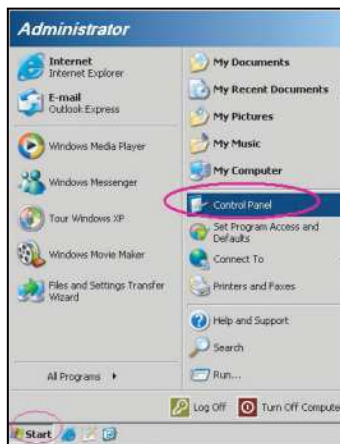 Administrator
Internet
Internet Explorer
E-mail
Outlook Express
Windows Media Player
Windows Messenger
Tour Windows XP
Windows Movie Maker
Files and Settings Transfer
Wizard
All Programs
My Documents
My Recent Documents
My Pictures
My Music
My Computer
Control Panel
Set Program Access and
Defaults
Connect To
Printers and Faxes
Help and Support
Search
Run...
Log Off
Turn Off Compute
Start